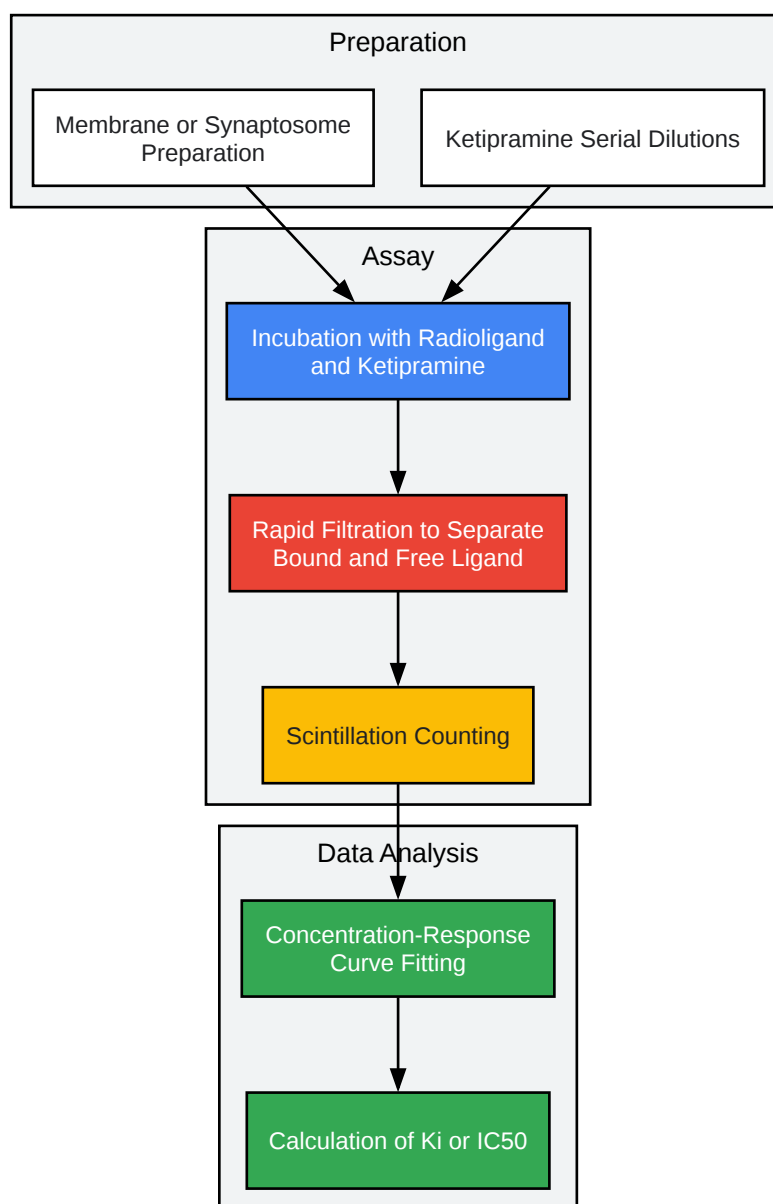 Preparation
Membrane or Synaptosome
Preparation
Ketipramine Serial Dilutions
Assay
Incubation with Radioligand
and Ketipramine
Rapid Filtration to Separate
Bound and Free Ligand
Scintillation Counting
Data Analysis
Concentration-Response
Curve Fitting
Calculation of Ki or IC50